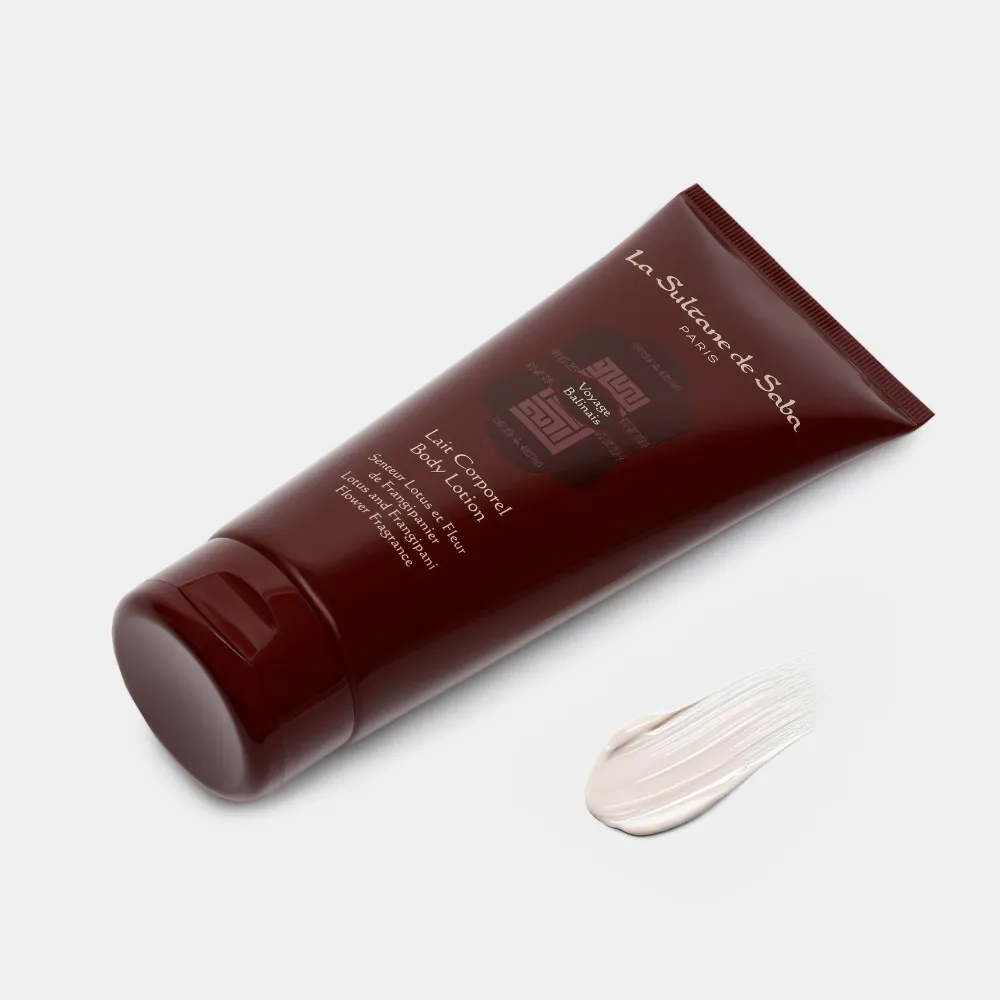 La Sultane de Saba
PARIS
Voyage
Balinais
Lait Corporel
Body Lotion
Senteur Lotus et Fleur
de Frangipanier
Lotus and Frangipani
Flower Fragrance